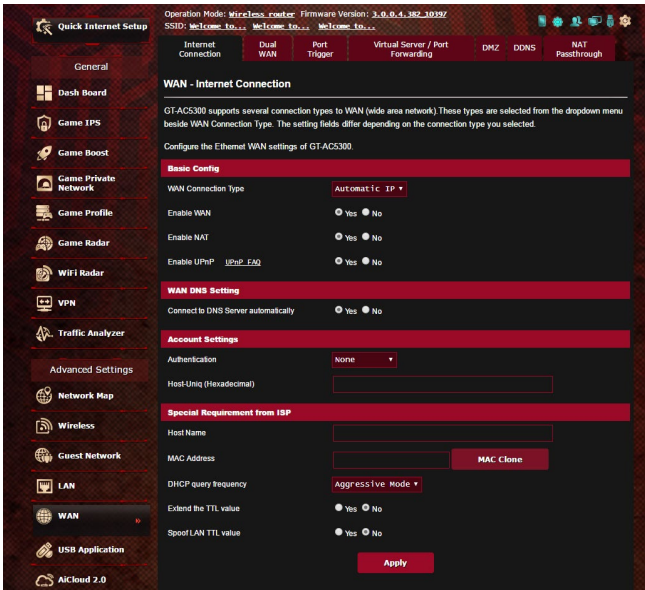 Quick Internet Setup
General
Dash Board
Game IPS
Game Boost
Game Private
Network
Game Profile
Game Radar
WiFi Radar
VPN
Traffic Analyzer
Advanced Settings
Network Map
Wireless
Guest Network
LAN
WAN
USB Application
AiCloud 2.0
Operation Mode: Wireless router Firmware Version: 3.0.0.4.382_10397
SSID: Welcome to... Welcome to... Welcome to...
Internet
Connection
Dual
WAN
Port
Trigger
Virtual Server / Port
Forwarding
DMZ
DDNS
NAT
Passthrough
WAN - Internet Connection
GT-AC5300 supports several connection types to WAN (wide area network).These types are selected from the dropdown menu
beside WAN Connection Type. The setting fields differ depending on the connection type you selected.
Configure the Ethernet WAN settings of GT-AC5300.
Basic Config
WAN Connection Type Automatic IP
Enable WAN Yes No
Enable NAT Yes No
Enable UPnP UPnP FAQ Yes No
WAN DNS Setting
Connect to DNS Server automatically Yes No
Account Settings
Authentication None
Host-Uniq (Hexadecimal)
Special Requirement from ISP
Host Name
MAC Address MAC Clone
DHCP query frequency Aggressive Mode
Extend the TTL value Yes No
Spoof LAN TTL value Yes No
Apply